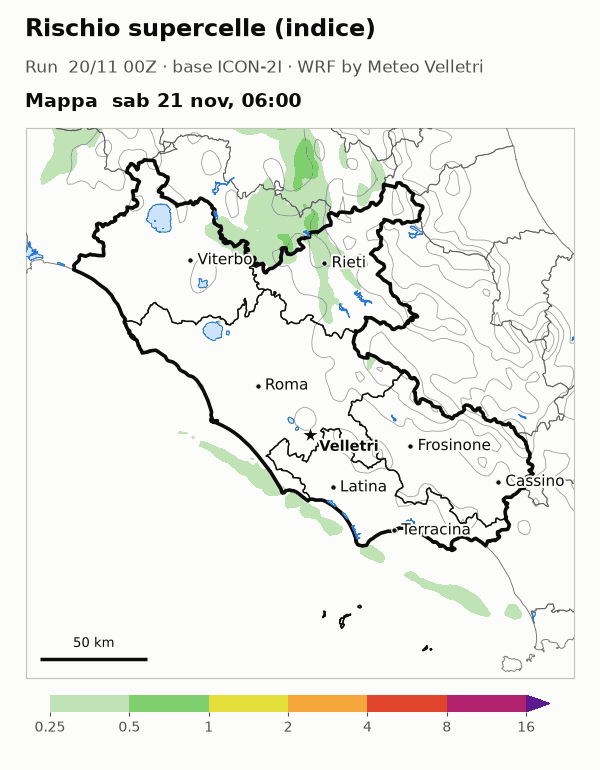 Rischio supercelle (indice)
Run  20/11 00Z · base ICON-2I · WRF by Meteo Velletri
Mappa  sab 21 nov, 06:00
Viterbo
Rieti
Roma
Velletri
Frosinone
Latina
Cassino
Terracina
50 km
0.25 0.5 1 2 4 8 16